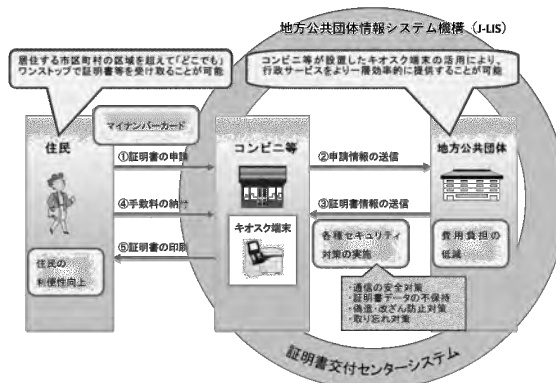 地方公共団体情報システム機構（J-LIS）
居住する市区町村の区域を超えて「どこでも」
ワンストップで証明書等を受け取ることが可能
コンビニ等が設置したキオスク端末の活用により、
行政サービスをより一層効率的に提供することが可能
マイナンバーカード
住民
コンビニ等
地方公共団体
①証明書の申請
②申請情報の送信
④手数料の納付
③証明書情報の送信
キオスク端末
⑤証明書の印刷
各種セキュリティ
対策の実施
費用負担の
低減
住民の
利便性向上
・通信の安全対策
・証明書データの不保持
・偽造・改ざん防止対策
・取り忘れ対策
証明書交付センターシステム